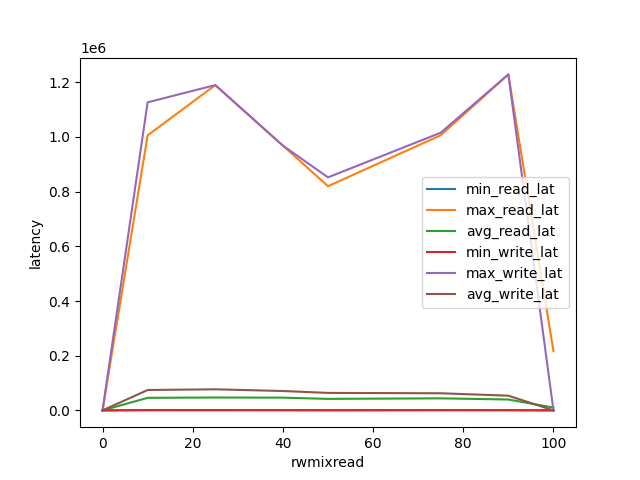 1e6
1.2
1.0
0.8
0.6
0.4
0.2
0.0
latency
min_read_lat
max_read_lat
avg_read_lat
min_write_lat
max_write_lat
avg_write_lat
0 20 40 60 80 100
rwmixread